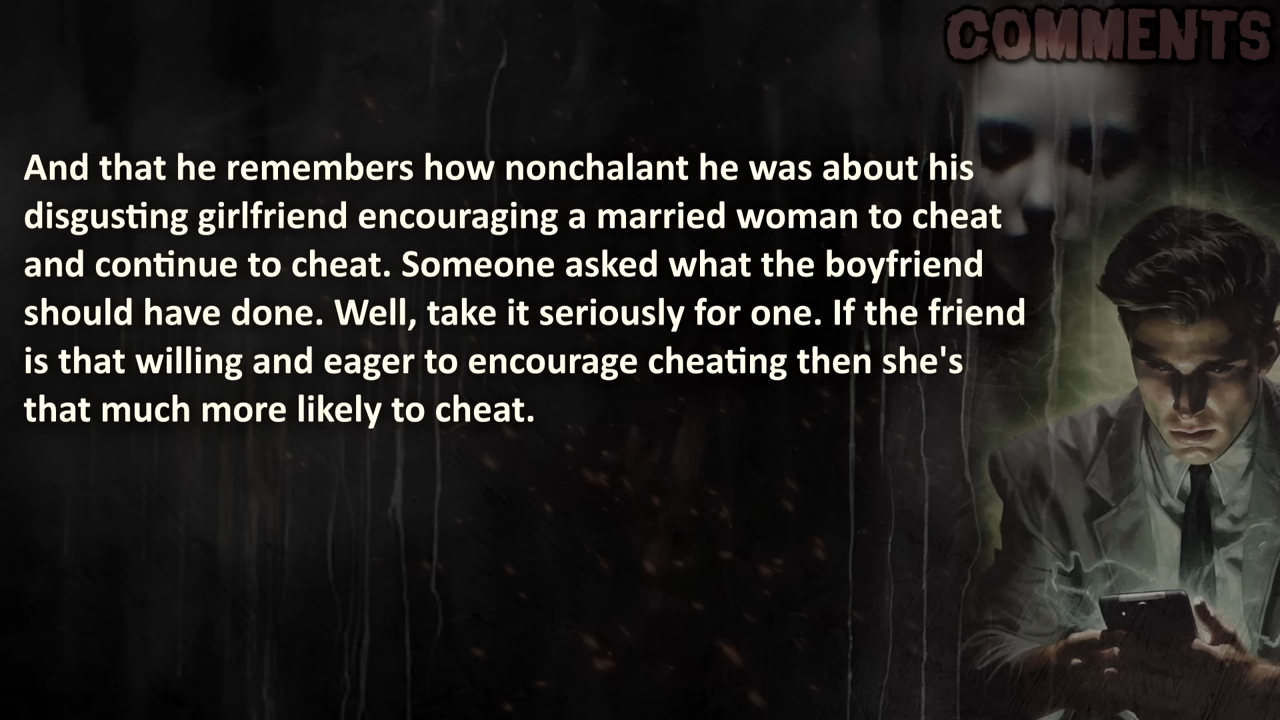 COMMENTS
And that he remembers how nonchalant he was about his
disgusting girlfriend encouraging a married woman to cheat
and continue to cheat. Someone asked what the boyfriend
should have done. Well, take it seriously for one. If the friend
is that willing and eager to encourage cheating then she's
that much more likely to cheat.